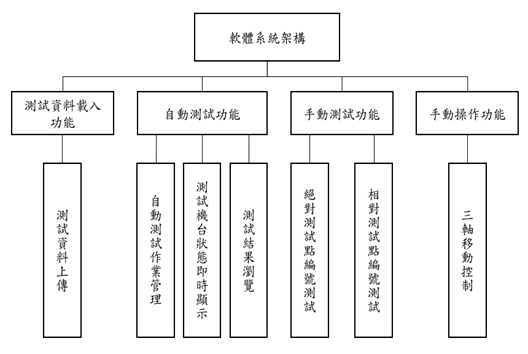 軟體系統架構
測試資料載入
功能
自動測試功能
手動測試功能
手動操作功能
測試資料上傳
自動測試作業管理
測試機台狀態即時顯示
測試結果瀏覽
絕對測試點編號測試
相對測試點編號測試
三軸移動控制